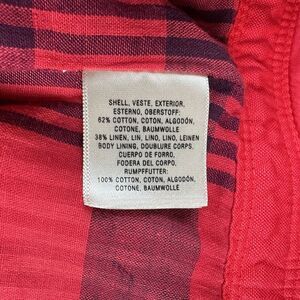 SHELL, VESTE, EXTERIOR,
ESTERNO, OBERSTOFF:
62% COTTON, COTON, ALGODÓN,
COTONE, BAUMWOLLE
38% LINEN, LIN, LINO, LINO, LEINEN
BODY LINING, DOUBLURE CORPS,
CUERPO DE FORRO,
FODERA DEL CORPO,
RUMPFFUTTER:
100% COTTON, COTON, ALGODÓN,
COTONE, BAUMWOLLE